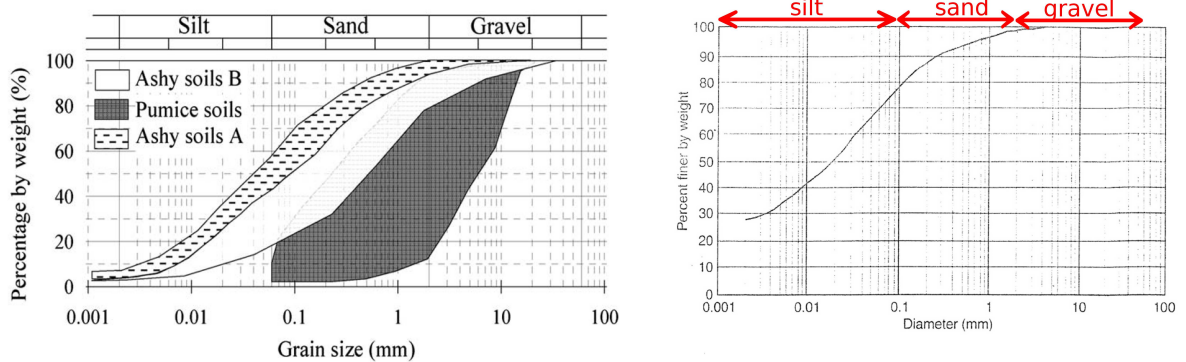 Silt Sand Gravel
Percentage by weight (%)
100
80
60
40
20
0
Ashy soils B
Pumice soils
Ashy soils A
0.001 0.01 0.1 1 10 100
Grain size (mm)
silt sand gravel
Percent finer by weight
100
90
80
70
60
50
40
30
20
10
0
0.001 0.01 0.1 1 10 100
Diameter (mm)